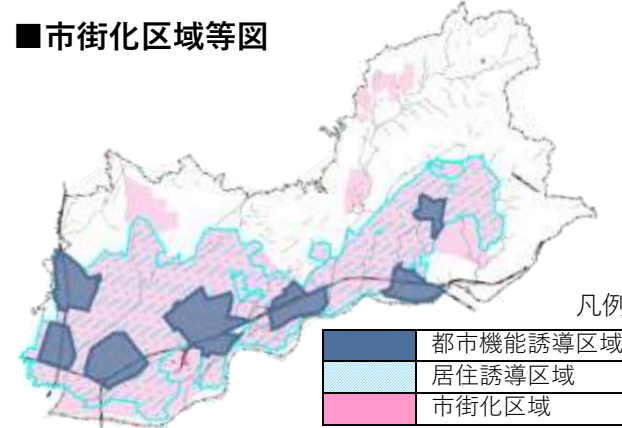 ■市街化区域等図
凡例
都市機能誘導区域
居住誘導区域
市街化区域